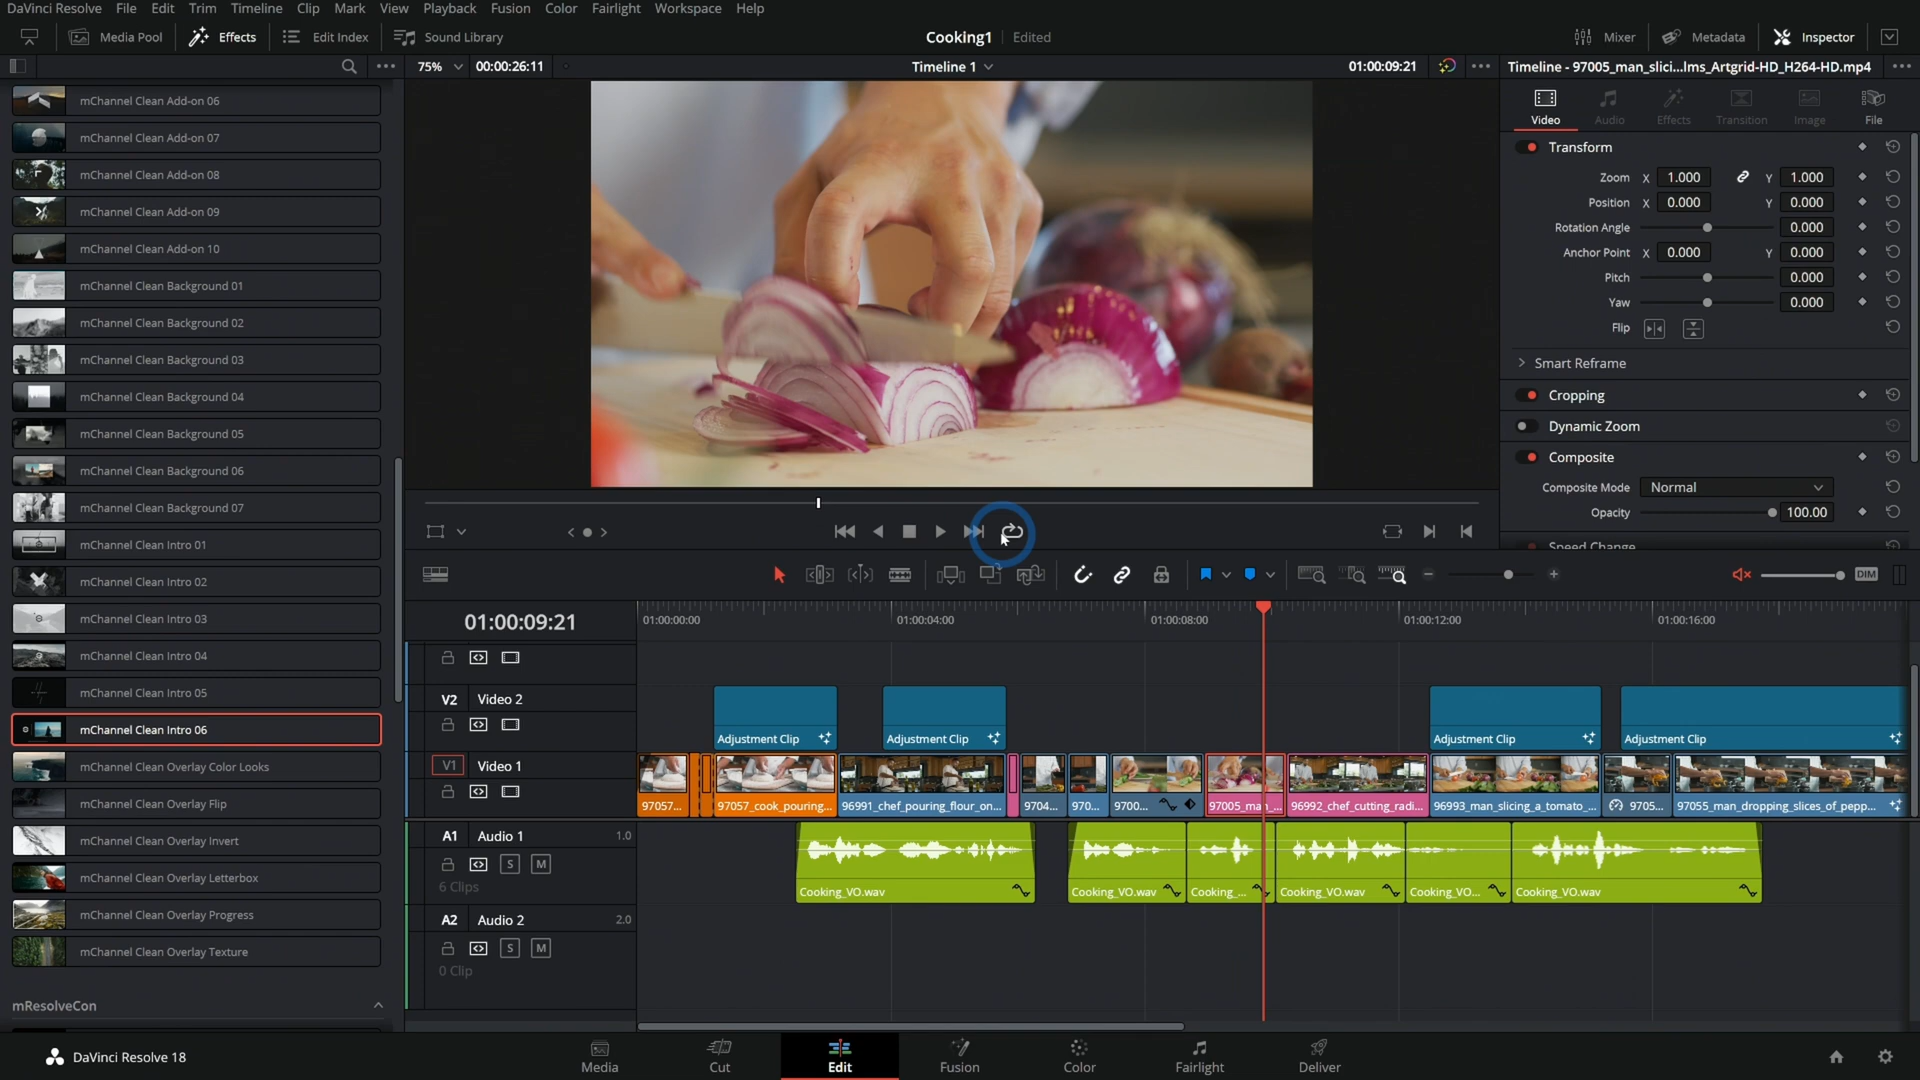 DaVinci Resolve File Edit Trim Timeline Clip Mark View Playback Fusion Color Fairlight Workspace Help
Media Pool Effects Edit Index Sound Library Cooking1 Edited Mixer Metadata Inspector
75% 00:00:26:11 Timeline 1 01:00:09:21 Timeline - 97005_man_slici...lms_Artgrid-HD_H264-HD.mp4
mChannel Clean Add-on 06
mChannel Clean Add-on 07
mChannel Clean Add-on 08
mChannel Clean Add-on 09
mChannel Clean Add-on 10
mChannel Clean Background 01
mChannel Clean Background 02
mChannel Clean Background 03
mChannel Clean Background 04
mChannel Clean Background 05
mChannel Clean Background 06
mChannel Clean Background 07
mChannel Clean Intro 01
mChannel Clean Intro 02
mChannel Clean Intro 03
mChannel Clean Intro 04
mChannel Clean Intro 05
mChannel Clean Intro 06
mChannel Clean Overlay Color Looks
mChannel Clean Overlay Flip
mChannel Clean Overlay Invert
mChannel Clean Overlay Letterbox
mChannel Clean Overlay Progress
mChannel Clean Overlay Texture
mResolveCon
Video Audio Effects Transition Image File
Transform
Zoom X 1.000 Y 1.000
Position X 0.000 Y 0.000
Rotation Angle 0.000
Anchor Point X 0.000 Y 0.000
Pitch 0.000
Yaw 0.000
Flip
Smart Reframe
Cropping
Dynamic Zoom
Composite
Composite Mode Normal
Opacity 100.00
Speed Change
DIM
01:00:09:21 01:00:00:00 01:00:04:00 01:00:08:00 01:00:12:00 01:00:16:00
V2 Video 2
Adjustment Clip Adjustment Clip Adjustment Clip Adjustment Clip
V1 Video 1
97057... 97057_cook_pouring... 96991_chef_pouring_flour_on... 9704... 970... 9700... 97005_man_... 96992_chef_cutting_radi... 96993_man_slicing_a_tomato_... 9705... 97055_man_dropping_slices_of_pepp...
A1 Audio 1 1.0
S M
6 Clips
Cooking_VO.wav Cooking_VO.wav Cooking_... Cooking_VO.wav Cooking_VO... Cooking_VO.wav
A2 Audio 2 2.0
S M
0 Clip
DaVinci Resolve 18 Media Cut Edit Fusion Color Fairlight Deliver